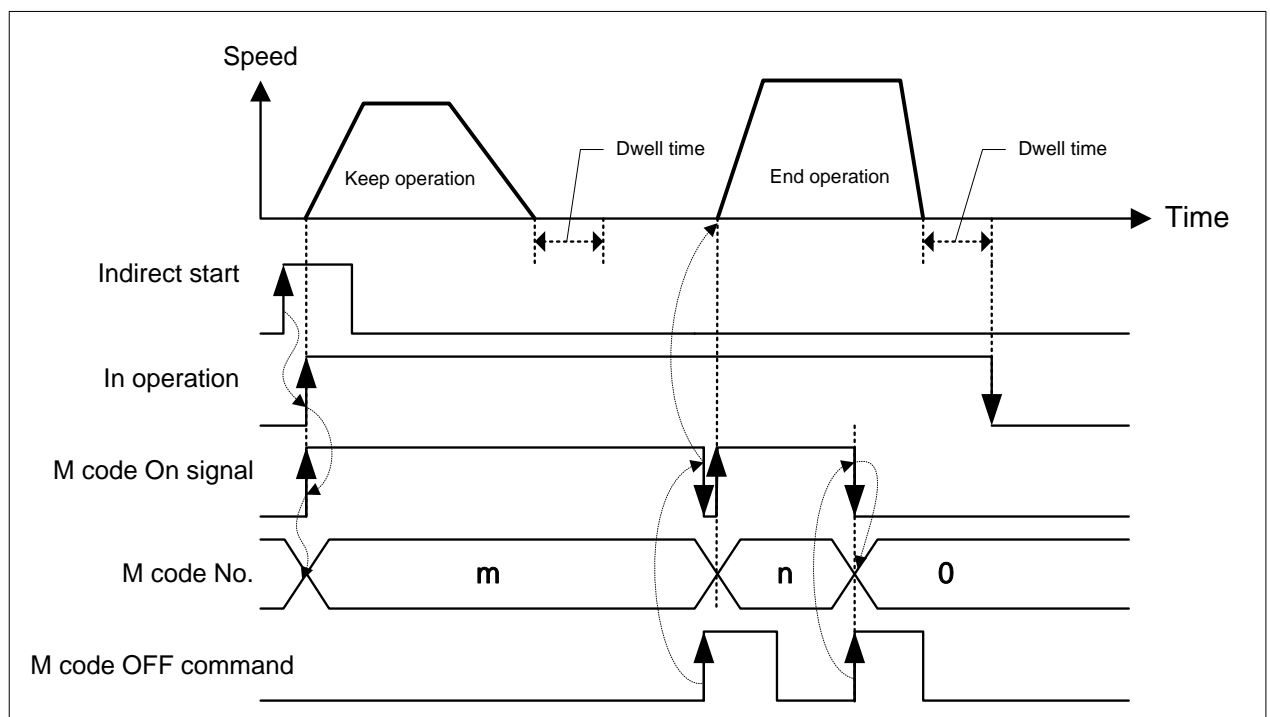 Speed
Dwell time
Dwell time
Keep operation
End operation
Time
Indirect start
In operation
M code On signal
M code No.
m
n
0
M code OFF command